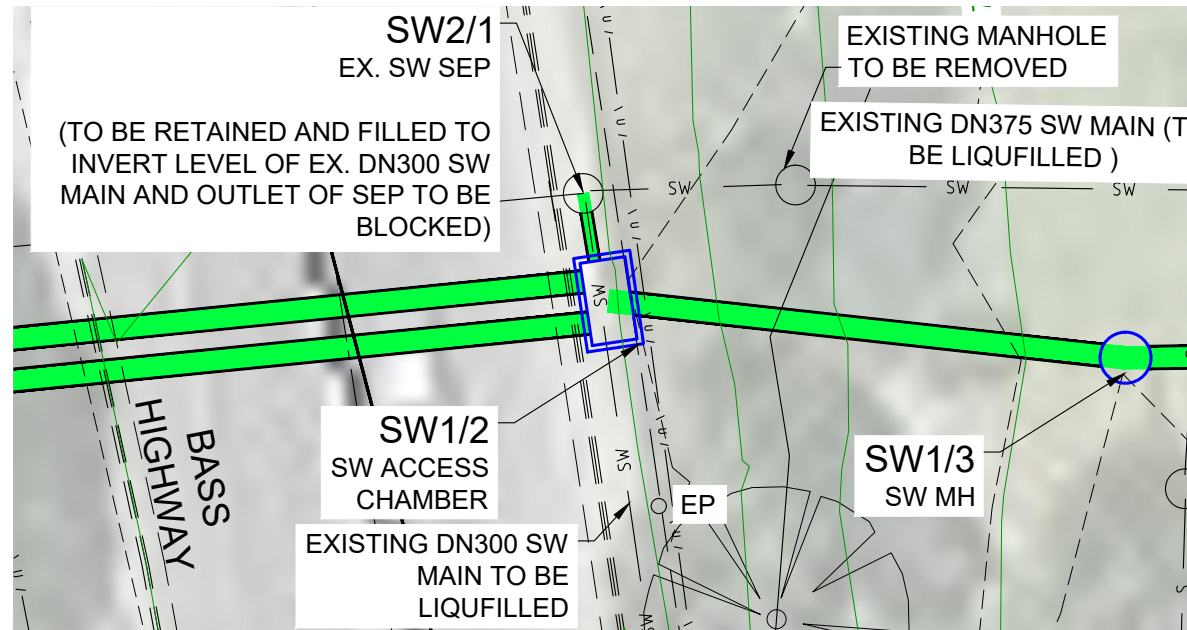 SW2/1
EX. SW SEP
(TO BE RETAINED AND FILLED TO
INVERT LEVEL OF EX. DN300 SW
MAIN AND OUTLET OF SEP TO BE
BLOCKED)
EXISTING MANHOLE
TO BE REMOVED
EXISTING DN375 SW MAIN (T
BE LIQUFILLED )
SW
SW
SW
SW
BASS
HIGHWAY
SW1/2
SW ACCESS
CHAMBER
SW1/3
SW MH
SW
EP
EXISTING DN300 SW
MAIN TO BE
LIQUFILLED
SW